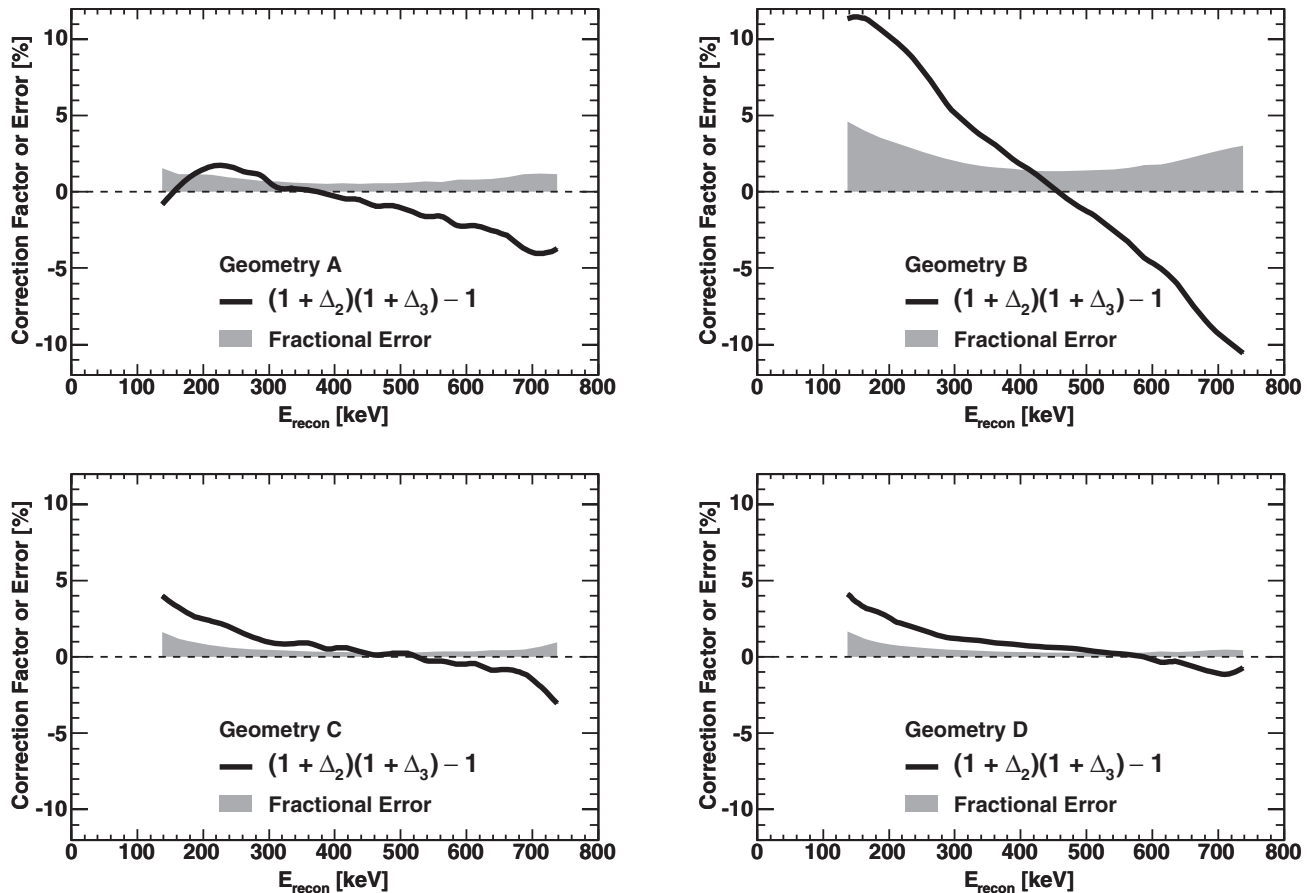 Correction Factor or Error [%]
10
5
0
-5
-10
Geometry A
(1 + Δ2)(1 + Δ3) − 1
Fractional Error
0 100 200 300 400 500 600 700 800
Erecon [keV]
Correction Factor or Error [%]
10
5
0
-5
-10
Geometry B
(1 + Δ2)(1 + Δ3) − 1
Fractional Error
0 100 200 300 400 500 600 700 800
Erecon [keV]
Correction Factor or Error [%]
10
5
0
-5
-10
Geometry C
(1 + Δ2)(1 + Δ3) − 1
Fractional Error
0 100 200 300 400 500 600 700 800
Erecon [keV]
Correction Factor or Error [%]
10
5
0
-5
-10
Geometry D
(1 + Δ2)(1 + Δ3) − 1
Fractional Error
0 100 200 300 400 500 600 700 800
Erecon [keV]